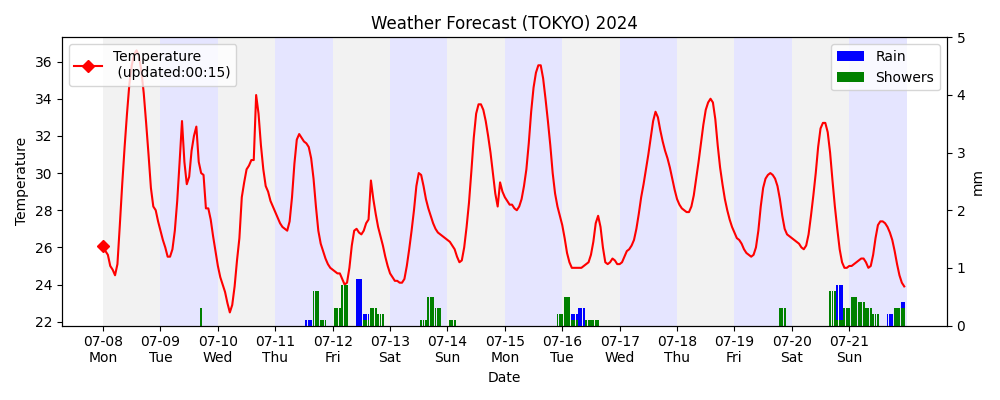 Weather Forecast (TOKYO) 2024
Temperature
(updated:00:15)
Rain
Showers
Temperature
36
34
32
30
28
26
24
22
5
4
3
2
1
0
mm
07-08 07-09 07-10 07-11 07-12 07-13 07-14 07-15 07-16 07-17 07-18 07-19 07-20 07-21
Mon Tue Wed Thu Fri Sat Sun Mon Tue Wed Thu Fri Sat Sun
Date